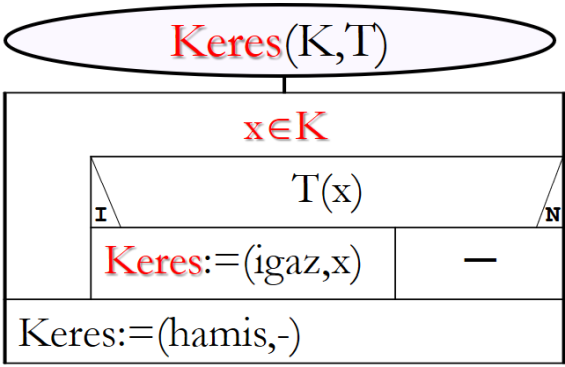 Keres(K,T)
x∈K
T(x)
I
N
Keres:=(igaz,x)
–
Keres:=(hamis,-)